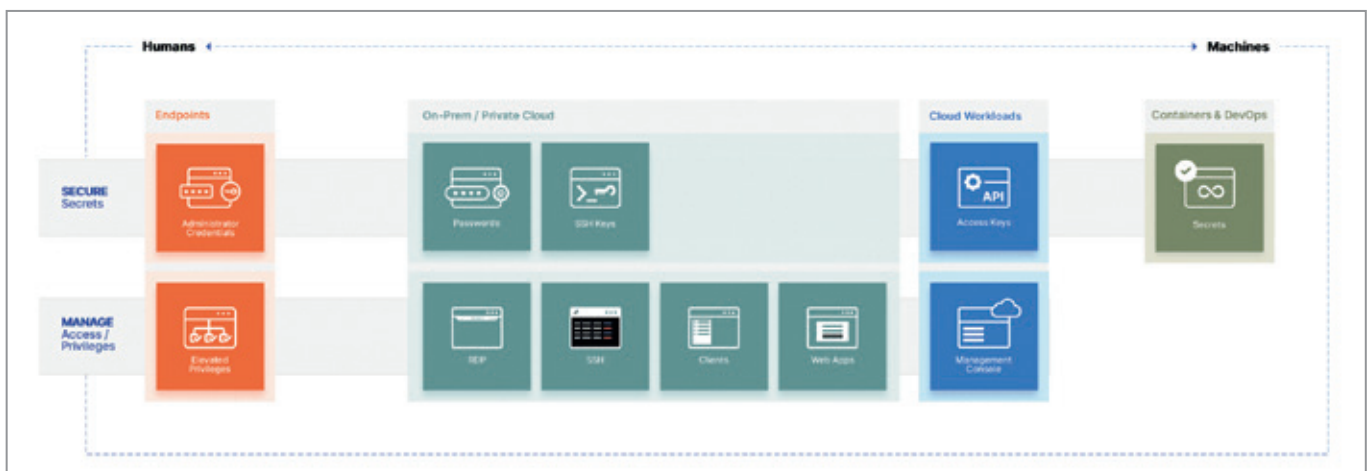 Humans
Machines
Endpoints
On-Prem / Private Cloud
Cloud Workloads
Containers & DevOps
SECURE
Secrets
Administrator
Credentials
Passwords
SSH Keys
API
Access Keys
Secrets
MANAGE
Access /
Privileges
Elevated
Privileges
RDP
SSH
Clients
Web Apps
Management
Console